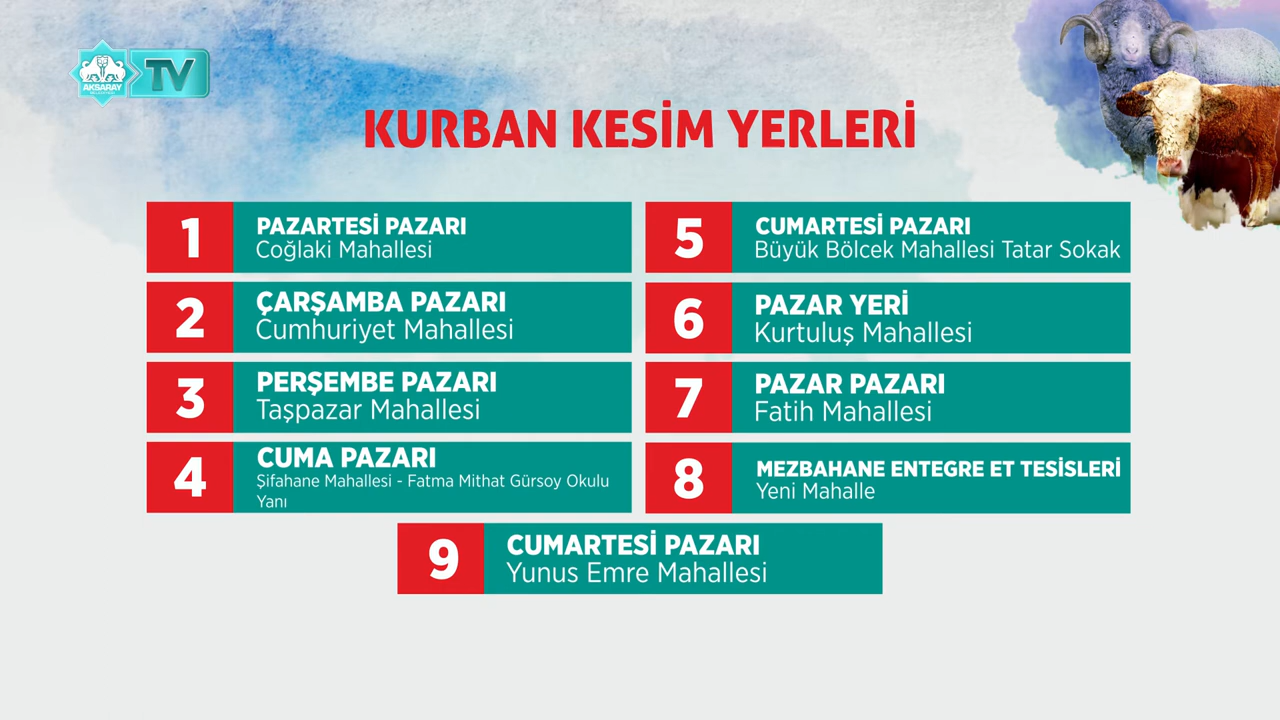 AKSARAY
BELEDİYESİ
TV
KURBAN KESİM YERLERİ
1
PAZARTESİ PAZARI
Coğlaki Mahallesi
2
ÇARŞAMBA PAZARI
Cumhuriyet Mahallesi
3
PERŞEMBE PAZARI
Taşpazar Mahallesi
4
CUMA PAZARI
Şifahane Mahallesi - Fatma Mithat Gürsoy Okulu
Yanı
5
CUMARTESİ PAZARI
Büyük Bölcek Mahallesi Tatar Sokak
6
PAZAR YERİ
Kurtuluş Mahallesi
7
PAZAR PAZARI
Fatih Mahallesi
8
MEZBAHANE ENTEGRE ET TESİSLERİ
Yeni Mahalle
9
CUMARTESİ PAZARI
Yunus Emre Mahallesi